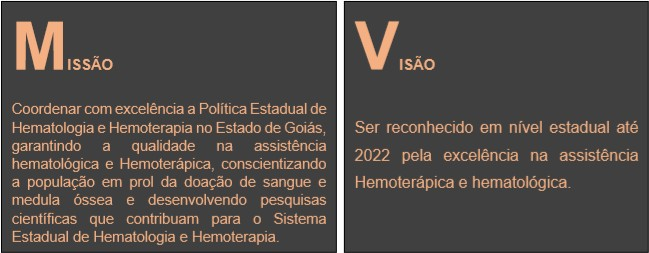 MISSÃO
Coordenar com excelência a Política Estadual de
Hematologia e Hemoterapia no Estado de Goiás,
garantindo a qualidade na assistência
hematológica e Hemoterápica, conscientizando
a população em prol da doação de sangue e
medula óssea e desenvolvendo pesquisas
científicas que contribuam para o Sistema
Estadual de Hematologia e Hemoterapia.
VISÃO
Ser reconhecido em nível estadual até
2022 pela excelência na assistência
Hemoterápica e hematológica.